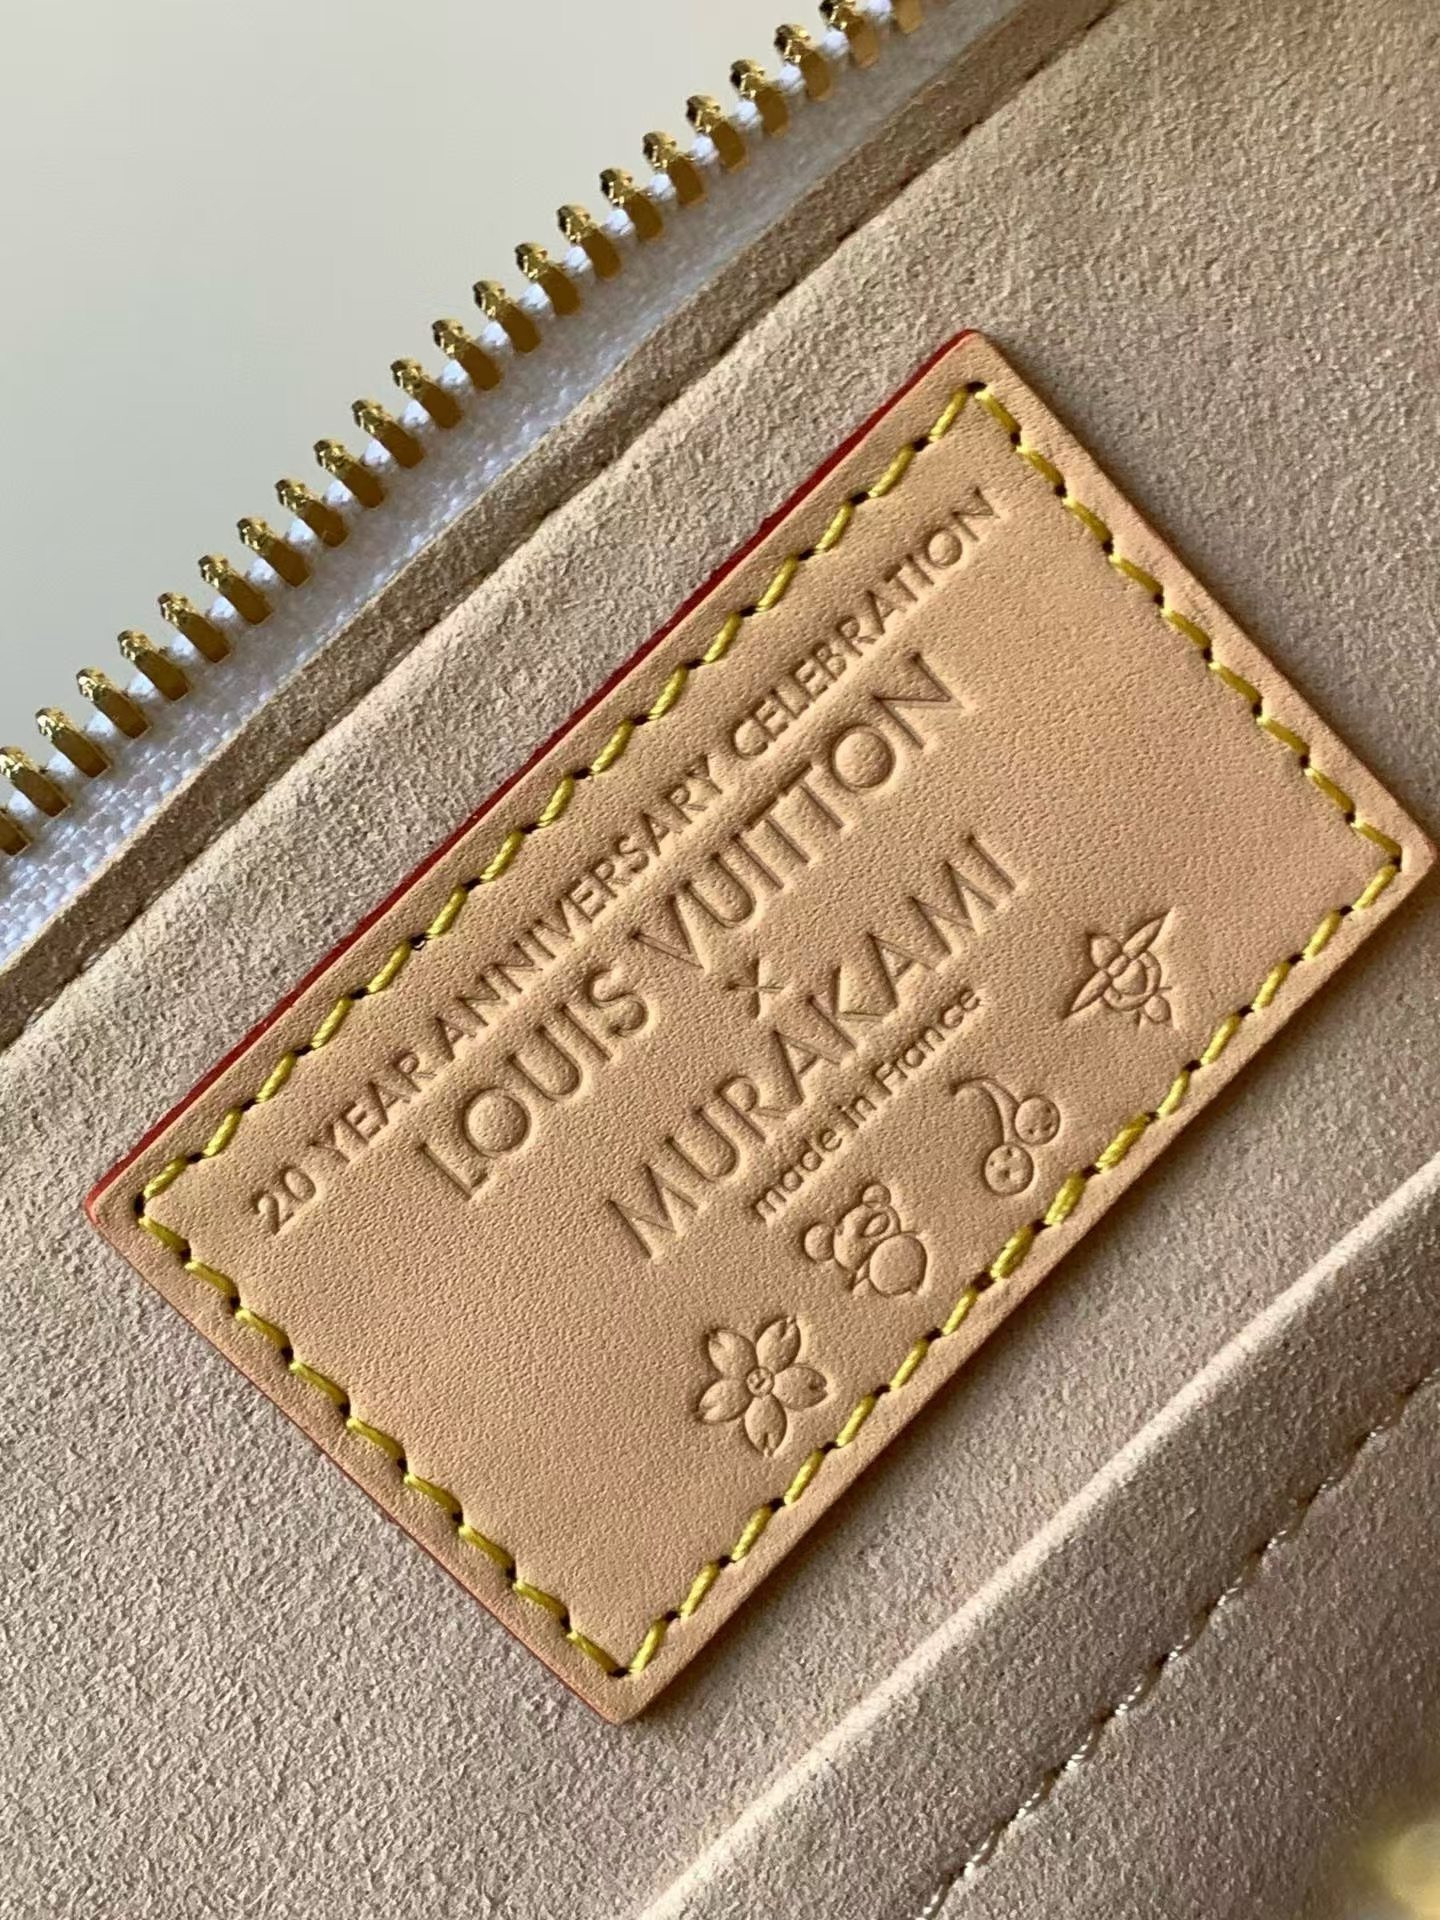 20 YEAR ANNIVERSARY CELEBRATION
LOUIS VUITTON
×
MURAKAMI
made in France